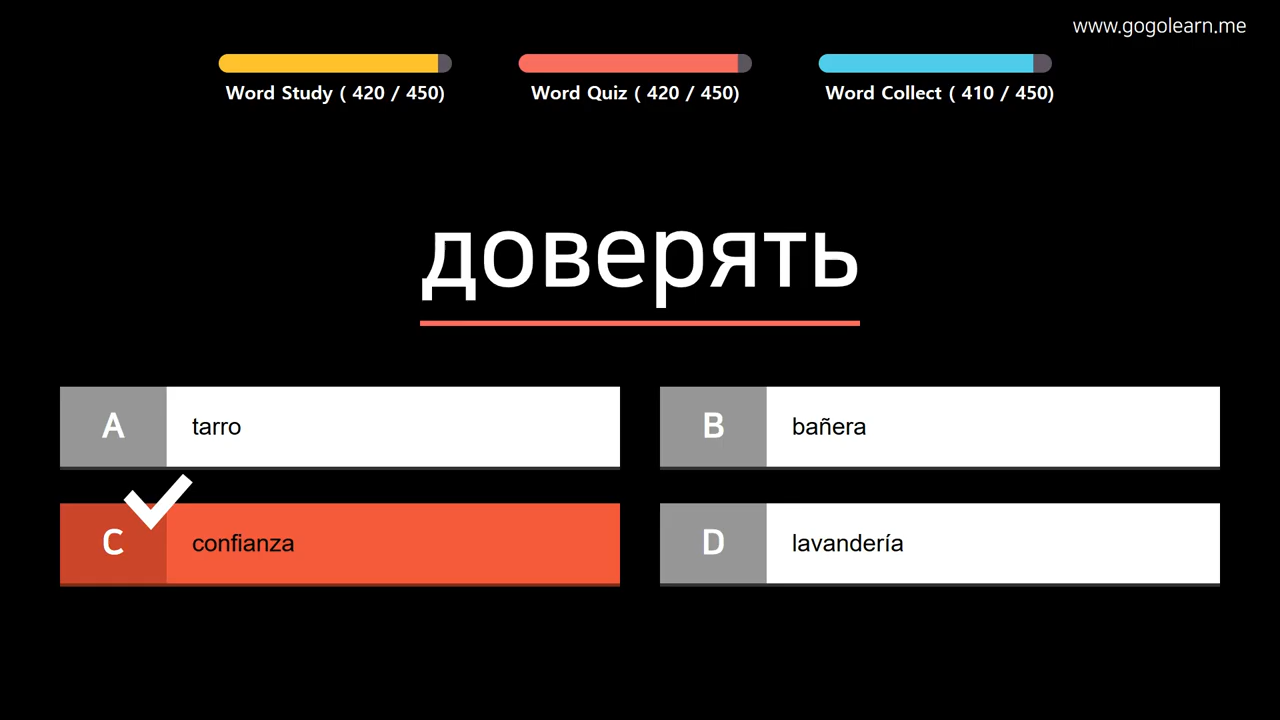 www.gogolearn.me
Word Study ( 420 / 450)
Word Quiz ( 420 / 450)
Word Collect ( 410 / 450)
доверять
A tarro
B bañera
C confianza
D lavandería